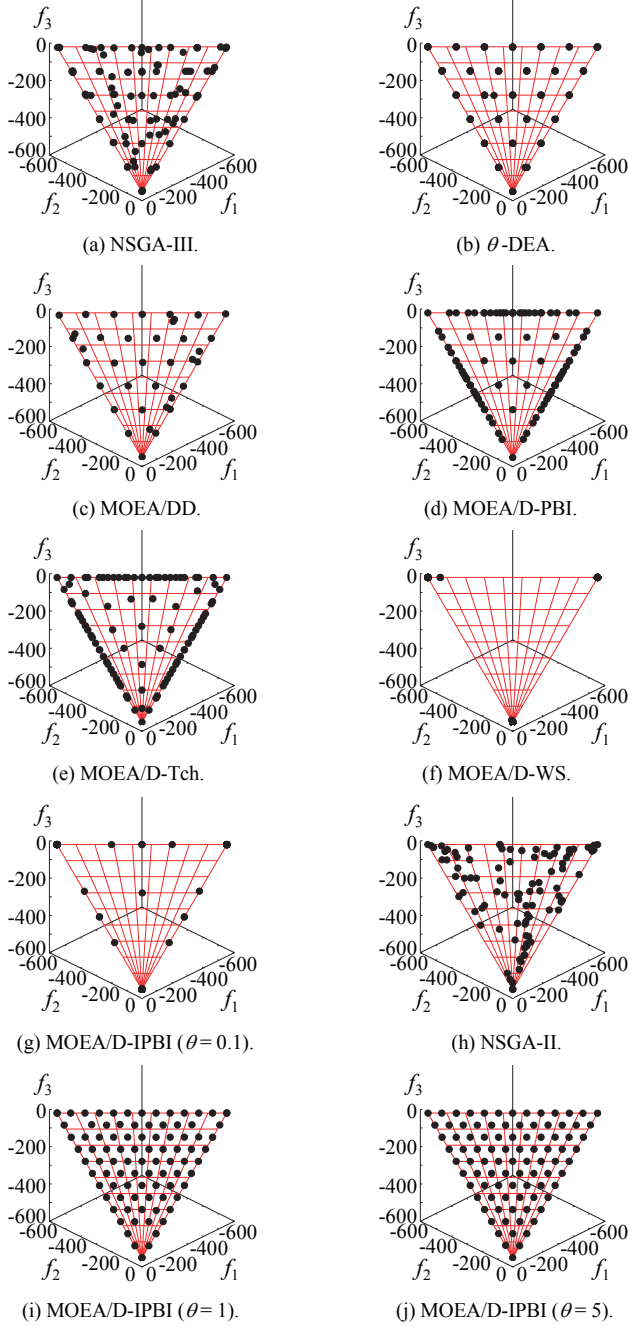 f3 f3
0 0
-200 -200
-400 -400
-600 -600
-600 -600 -600 -600
-400 -400 -400 -400
-200 -200 -200 -200
f2 0 0 f1 f2 0 0 f1
(a) NSGA-III. (b) θ-DEA.
f3 f3
0 0
-200 -200
-400 -400
-600 -600
-600 -600 -600 -600
-400 -400 -400 -400
-200 -200 -200 -200
f2 0 0 f1 f2 0 0 f1
(c) MOEA/DD. (d) MOEA/D-PBI.
f3 f3
0 0
-200 -200
-400 -400
-600 -600
-600 -600 -600 -600
-400 -400 -400 -400
-200 -200 -200 -200
f2 0 0 f1 f2 0 0 f1
(e) MOEA/D-Tch. (f) MOEA/D-WS.
f3 f3
0 0
-200 -200
-400 -400
-600 -600
-600 -600 -600 -600
-400 -400 -400 -400
-200 -200 -200 -200
f2 0 0 f1 f2 0 0 f1
(g) MOEA/D-IPBI (θ = 0.1). (h) NSGA-II.
f3 f3
0 0
-200 -200
-400 -400
-600 -600
-600 -600 -600 -600
-400 -400 -400 -400
-200 -200 -200 -200
f2 0 0 f1 f2 0 0 f1
(i) MOEA/D-IPBI (θ = 1). (j) MOEA/D-IPBI (θ = 5).